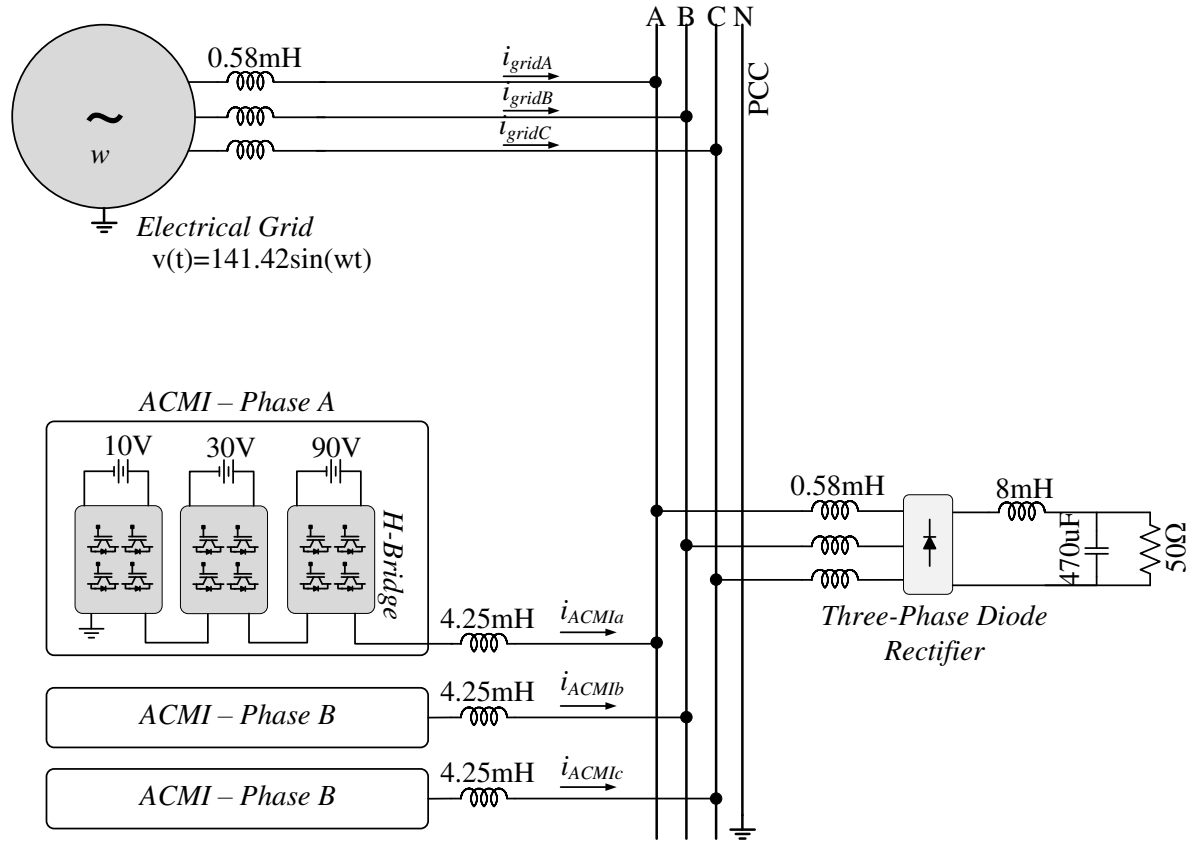 A B C N
0.58mH
i_gridA
i_gridB
i_gridC
PCC
~
w
Electrical Grid
v(t)=141.42sin(wt)
ACMI – Phase A
10V 30V 90V
H-Bridge
4.25mH
i_ACMIa
0.58mH
8mH
470uF
50Ω
Three-Phase Diode
Rectifier
ACMI – Phase B
4.25mH
i_ACMIb
ACMI – Phase B
4.25mH
i_ACMIc